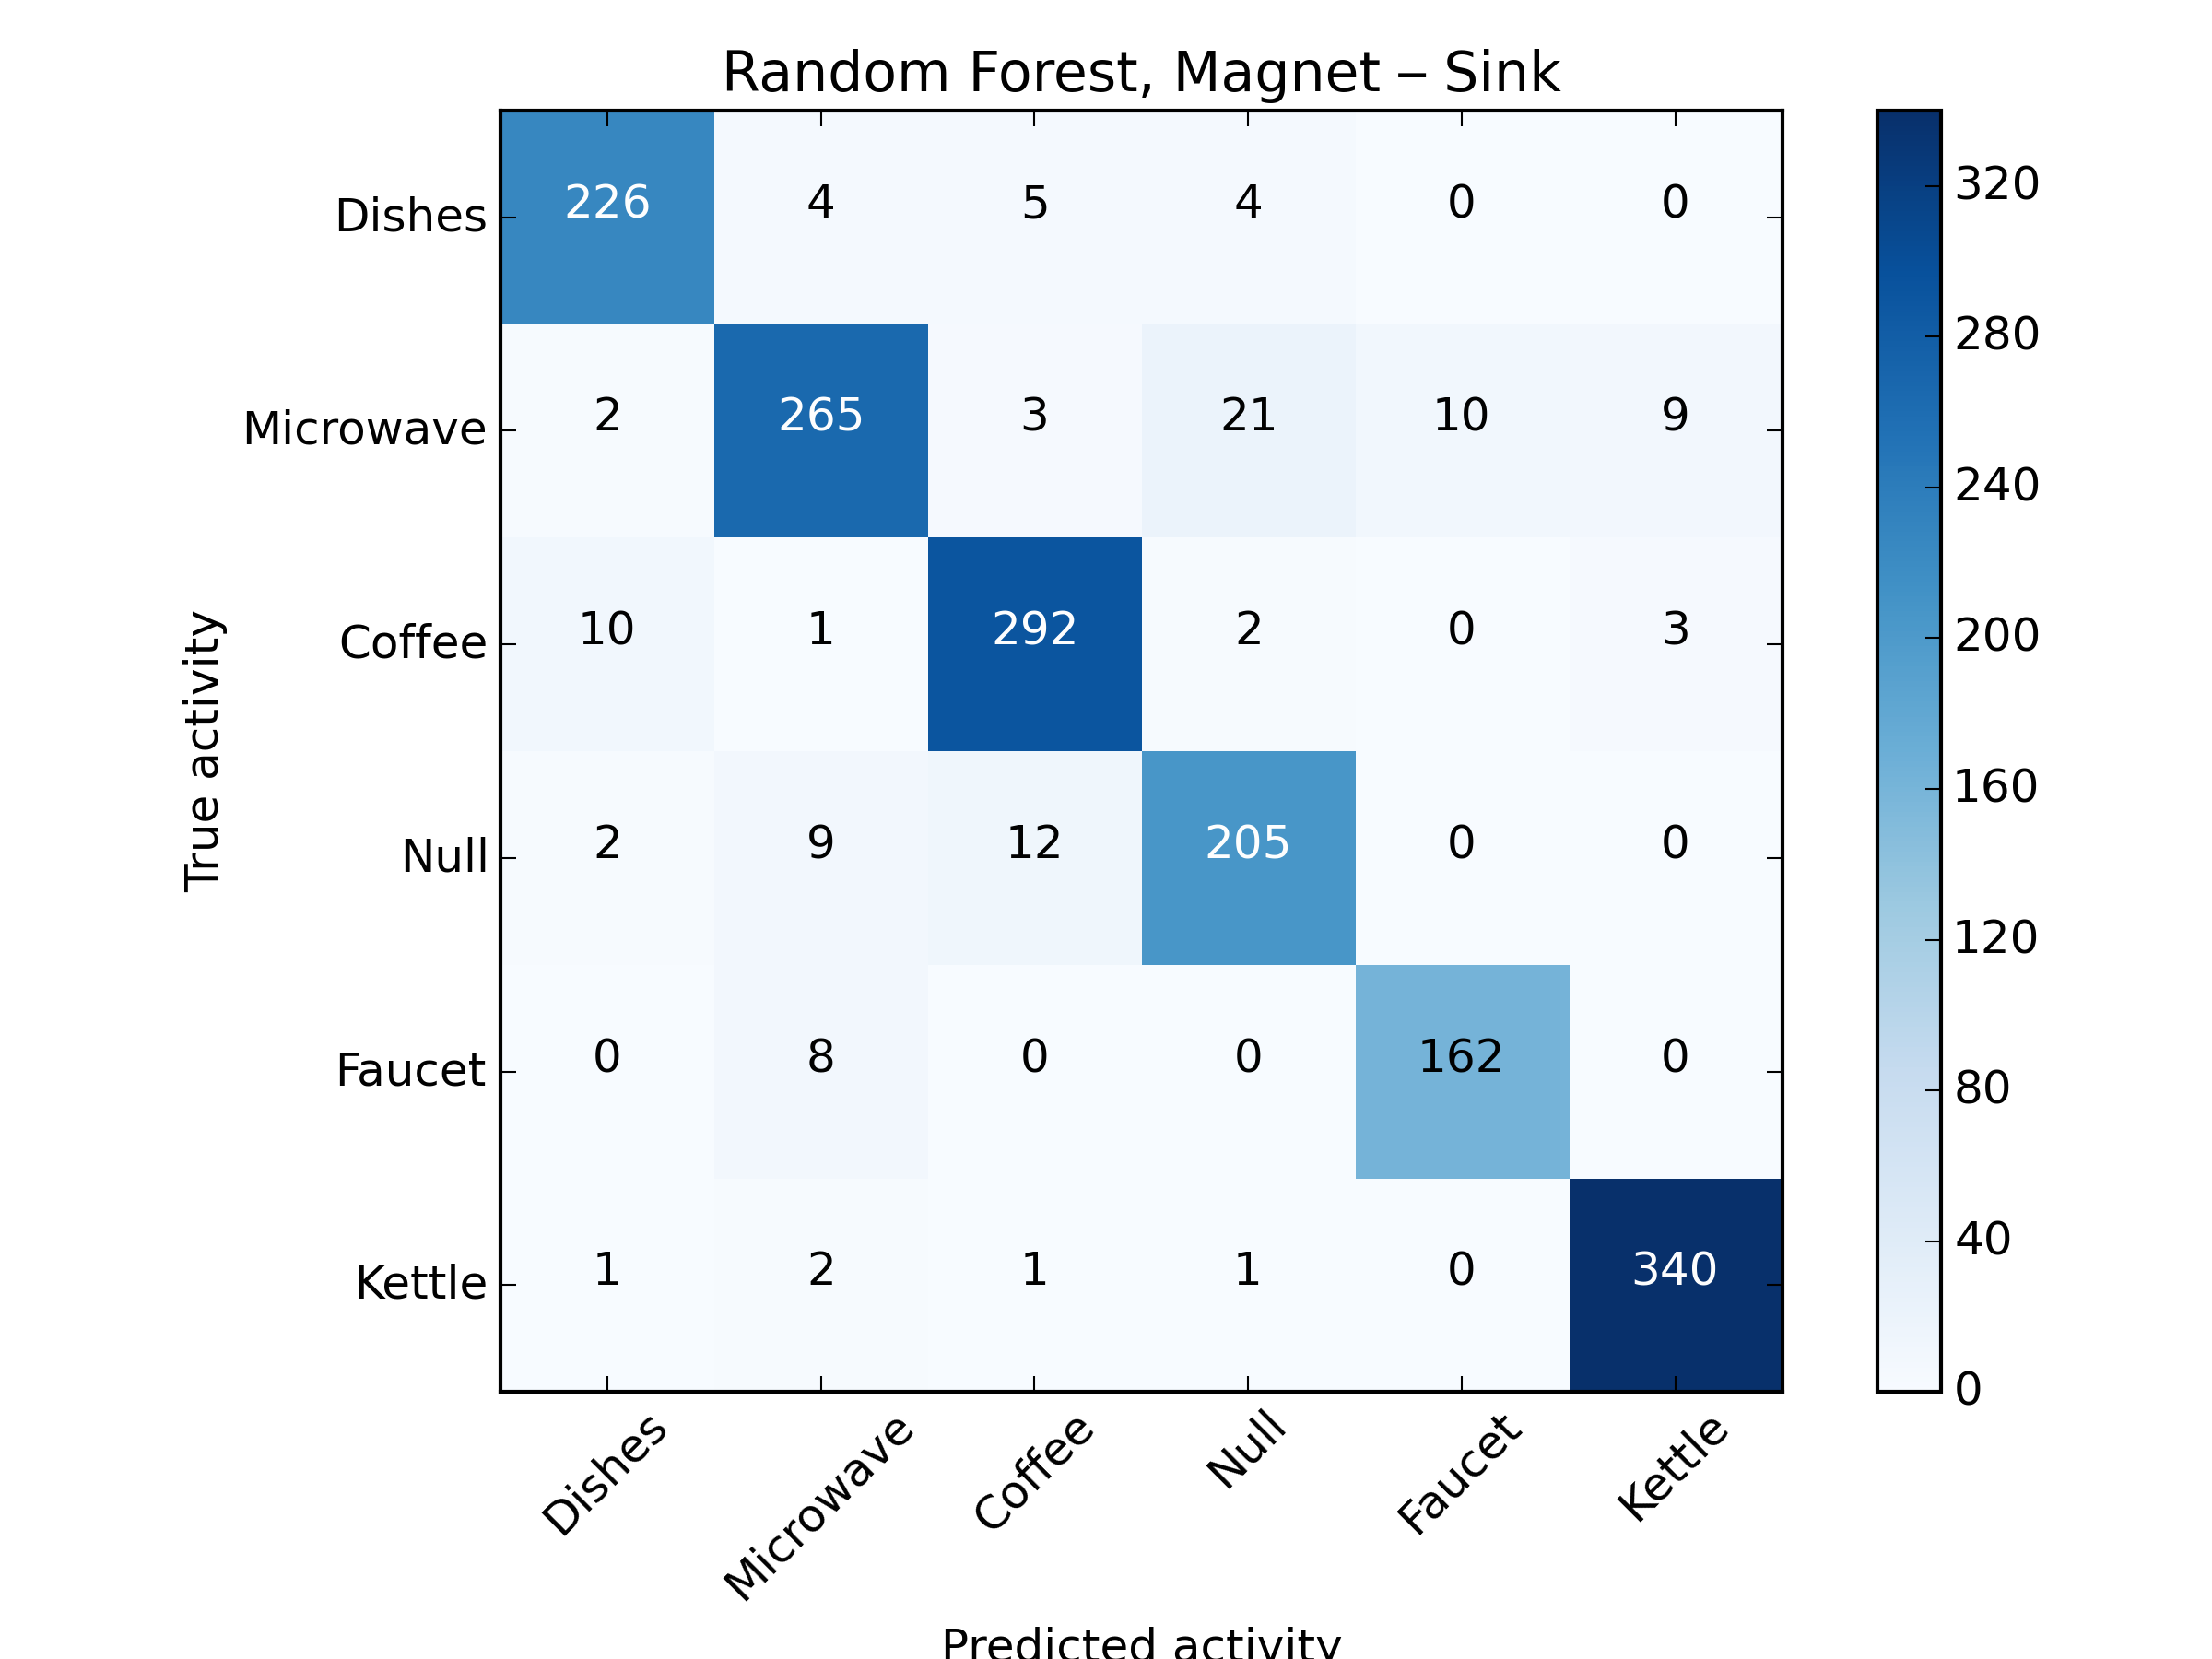 Random Forest, Magnet – Sink
Dishes 226 4 5 4 0 0
Microwave 2 265 3 21 10 9
Coffee 10 1 292 2 0 3
Null 2 9 12 205 0 0
Faucet 0 8 0 0 162 0
Kettle 1 2 1 1 0 340
True activity
Dishes Microwave Coffee Null Faucet Kettle
Predicted activity
320
280
240
200
160
120
80
40
0